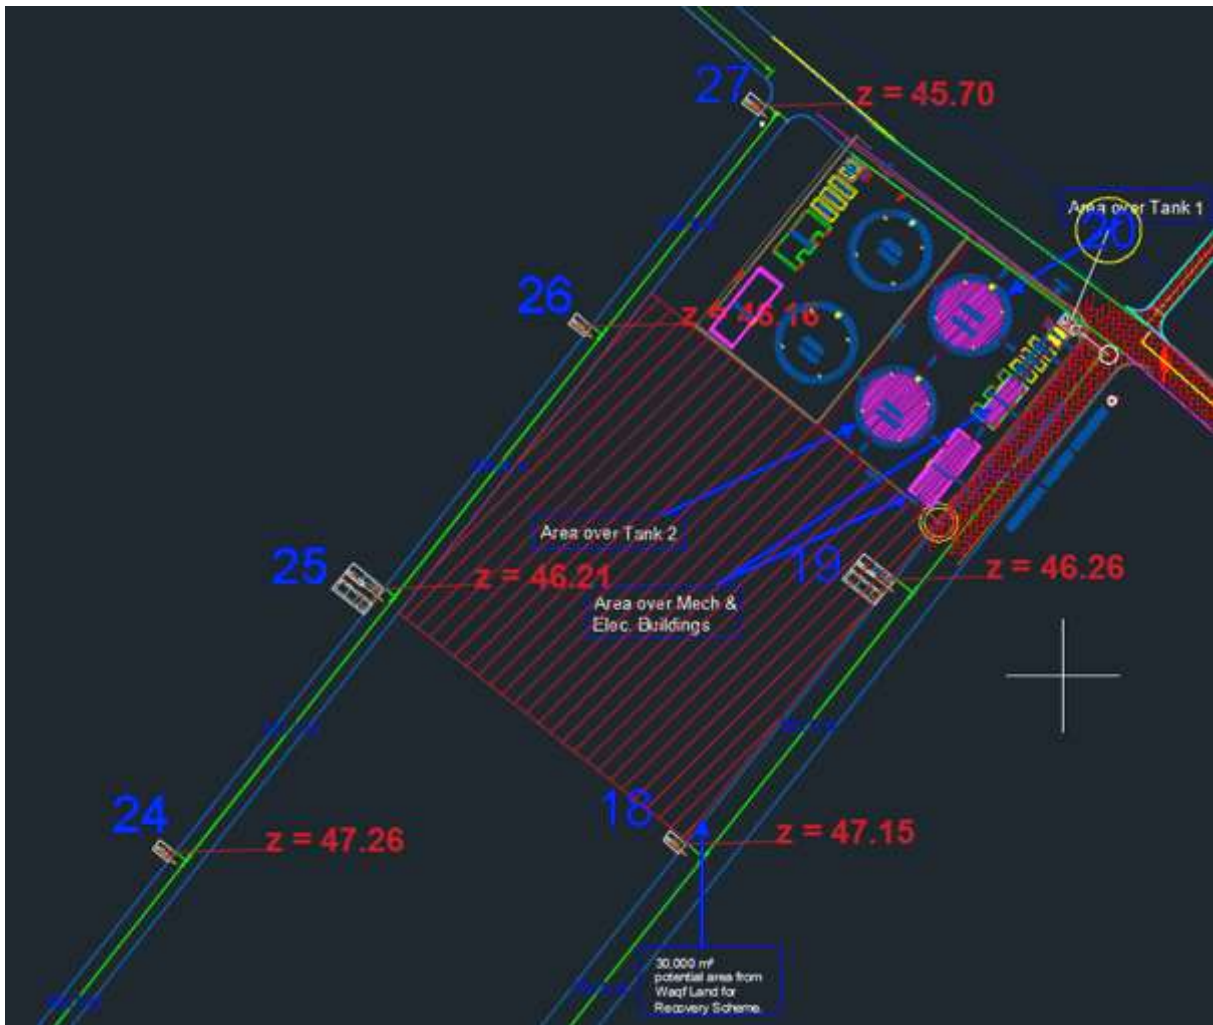 27
z = 45.70
Area over Tank 1
20
26
z = 46.16
Area over Tank 2
25
z = 46.21
19
z = 46.26
Area over Mech &
Elec. Buildings
24
z = 47.26
18
z = 47.15
30,000 m²
potential area from
Waqf Land for
Recovery Scheme.